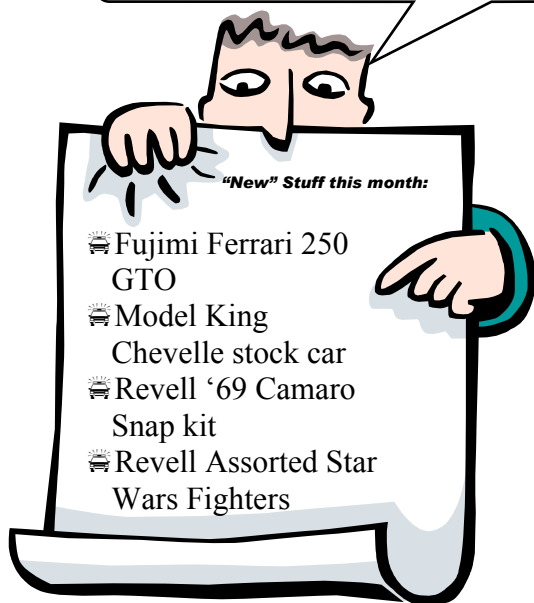 “New” Stuff this month:
Fujimi Ferrari 250
GTO
Model King
Chevelle stock car
Revell ‘69 Camaro
Snap kit
Revell Assorted Star
Wars Fighters